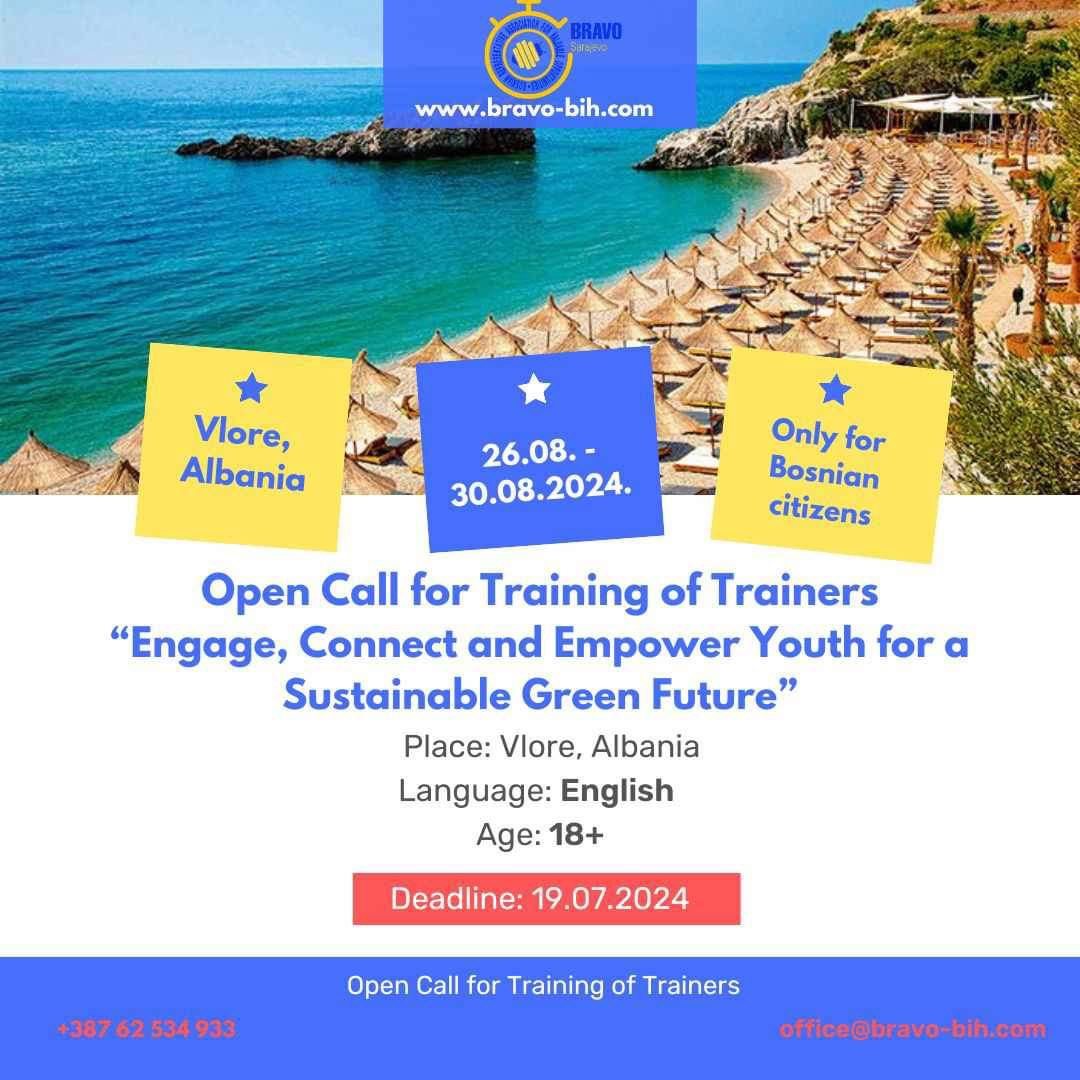 BRAVO
Sarajevo
www.bravo-bih.com
Vlore,
Albania
26.08. -
30.08.2024.
Only for
Bosnian
citizens
Open Call for Training of Trainers
“Engage, Connect and Empower Youth for a
Sustainable Green Future”
Place: Vlore, Albania
Language: English
Age: 18+
Deadline: 19.07.2024
Open Call for Training of Trainers
+387 62 534 933
office@bravo-bih.com